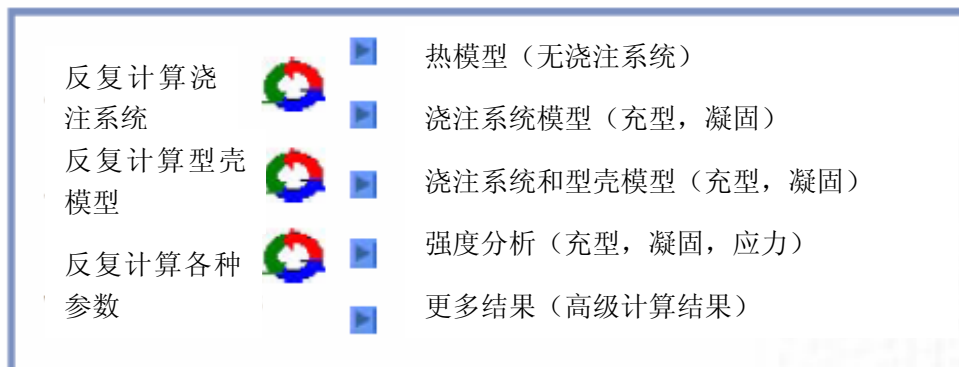 反复计算浇
注系统
反复计算型壳
模型
反复计算各种
参数
热模型（无浇注系统）
浇注系统模型（充型，凝固）
浇注系统和型壳模型（充型，凝固）
强度分析（充型，凝固，应力）
更多结果（高级计算结果）